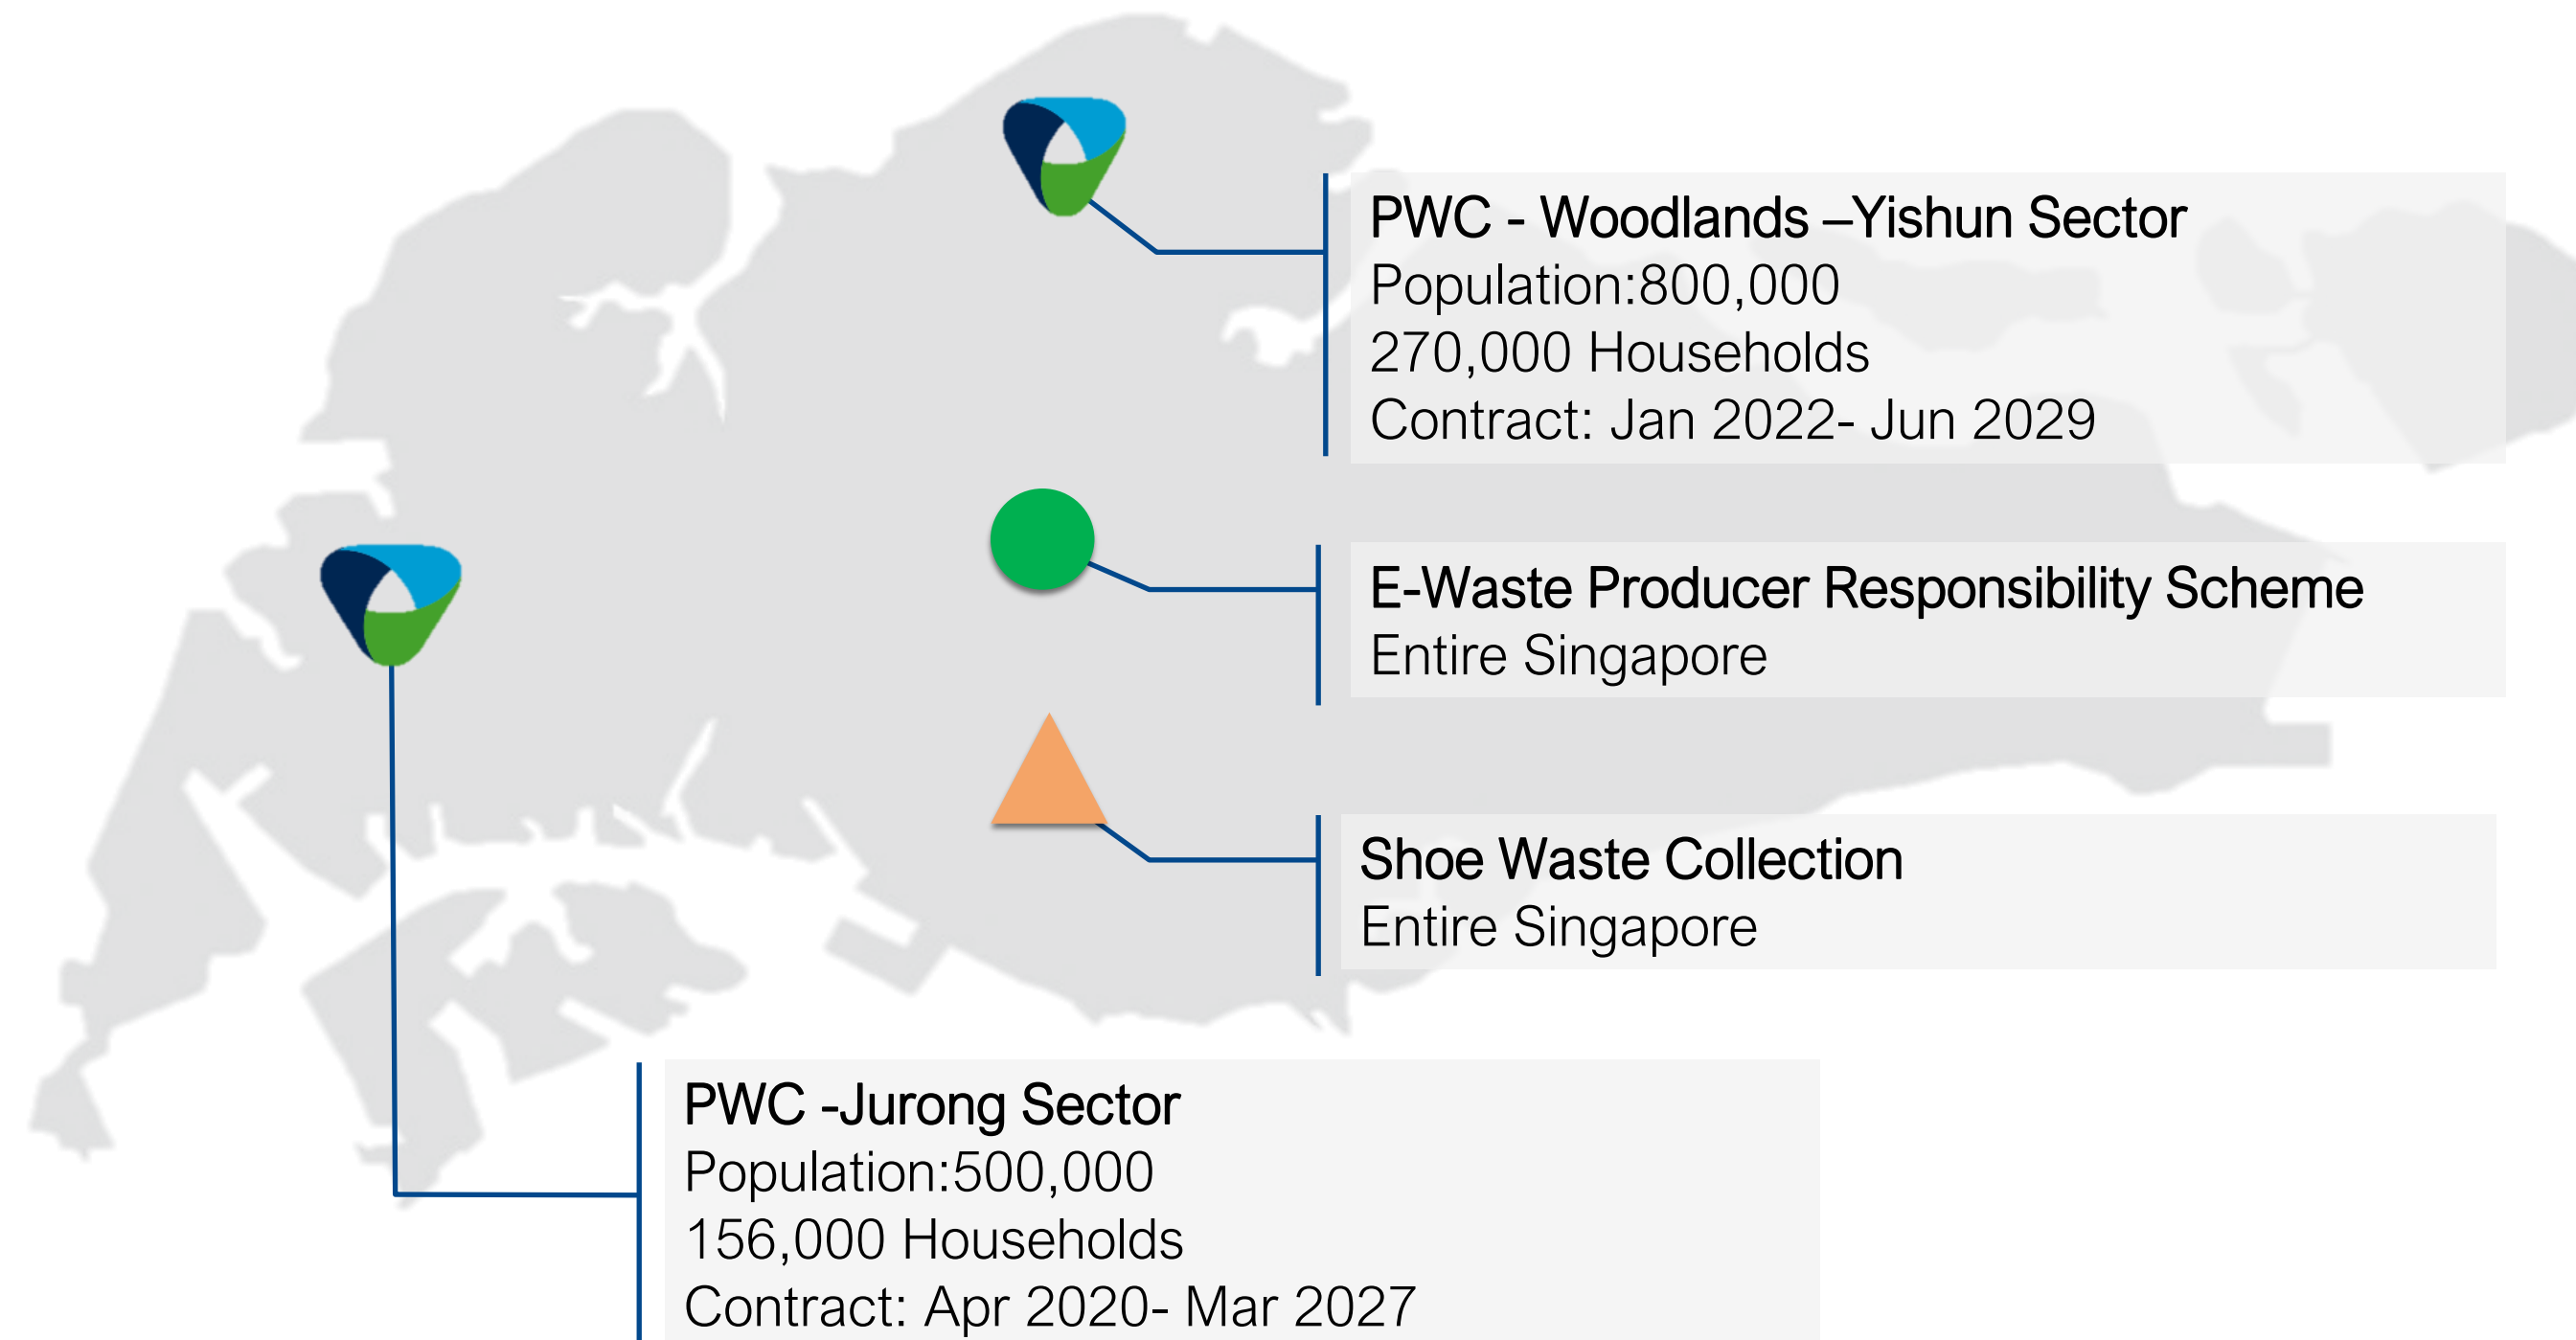 PWC - Woodlands –Yishun Sector
Population:800,000
270,000 Households
Contract: Jan 2022- Jun 2029
E-Waste Producer Responsibility Scheme
Entire Singapore
Shoe Waste Collection
Entire Singapore
PWC -Jurong Sector
Population:500,000
156,000 Households
Contract: Apr 2020- Mar 2027